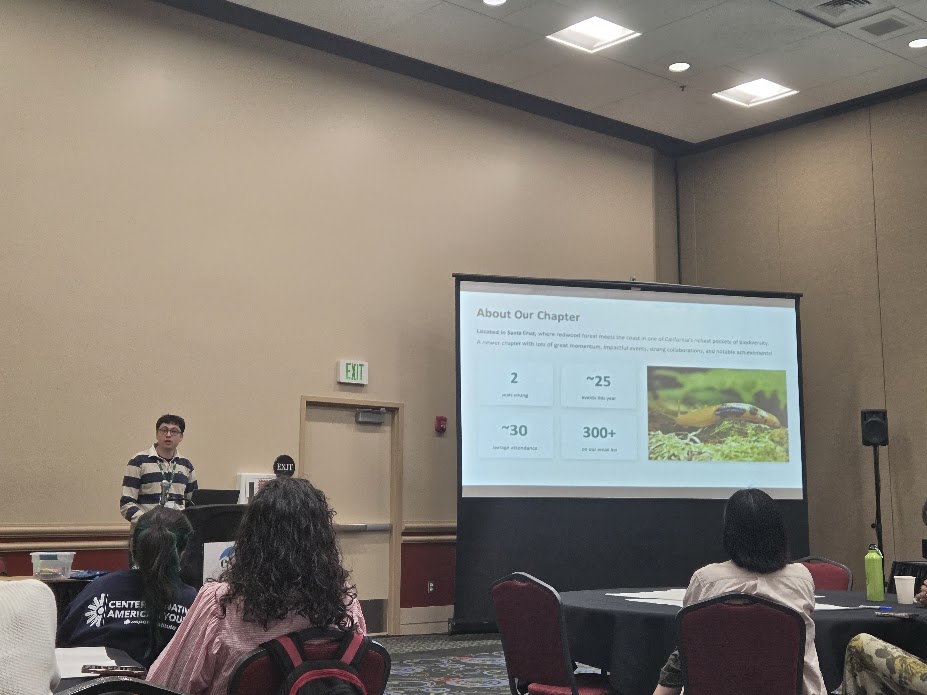 About Our Chapter
Located in Santa Cruz, where redwood forest meets the coast in one of California's richest pockets of biodiversity.
A newer chapter with lots of great momentum, impactful events, strong collaborations, and notable achievements!
2
years strong
~25
events this year
~30
average attendance
300+
on our email list
EXIT
EXIT
CENTER
NATIVE
AMERICA
YOU